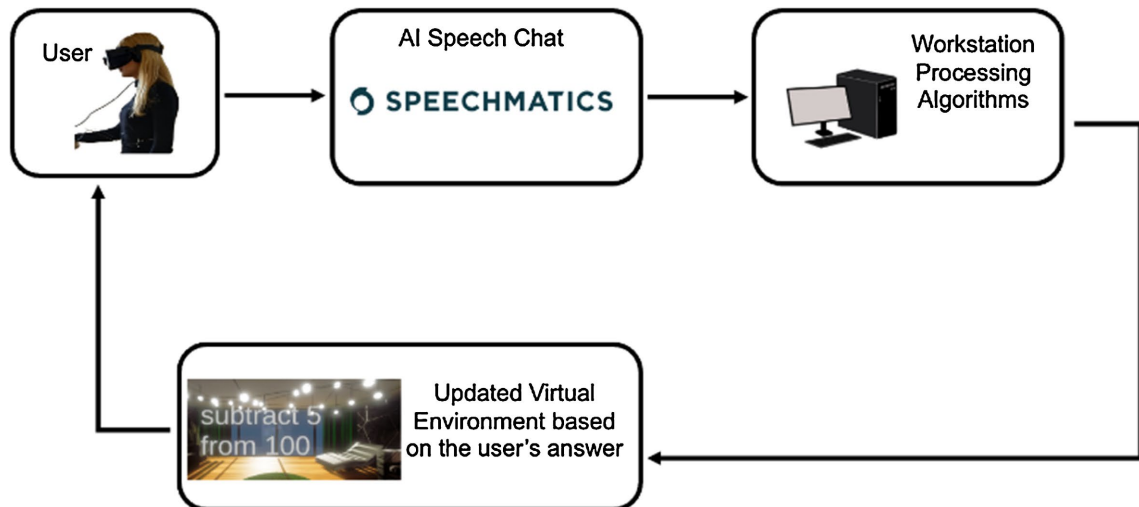 User
AI Speech Chat
SPEECHMATICS
Workstation
Processing
Algorithms
subtract 5
from 100
Updated Virtual
Environment based
on the user's answer